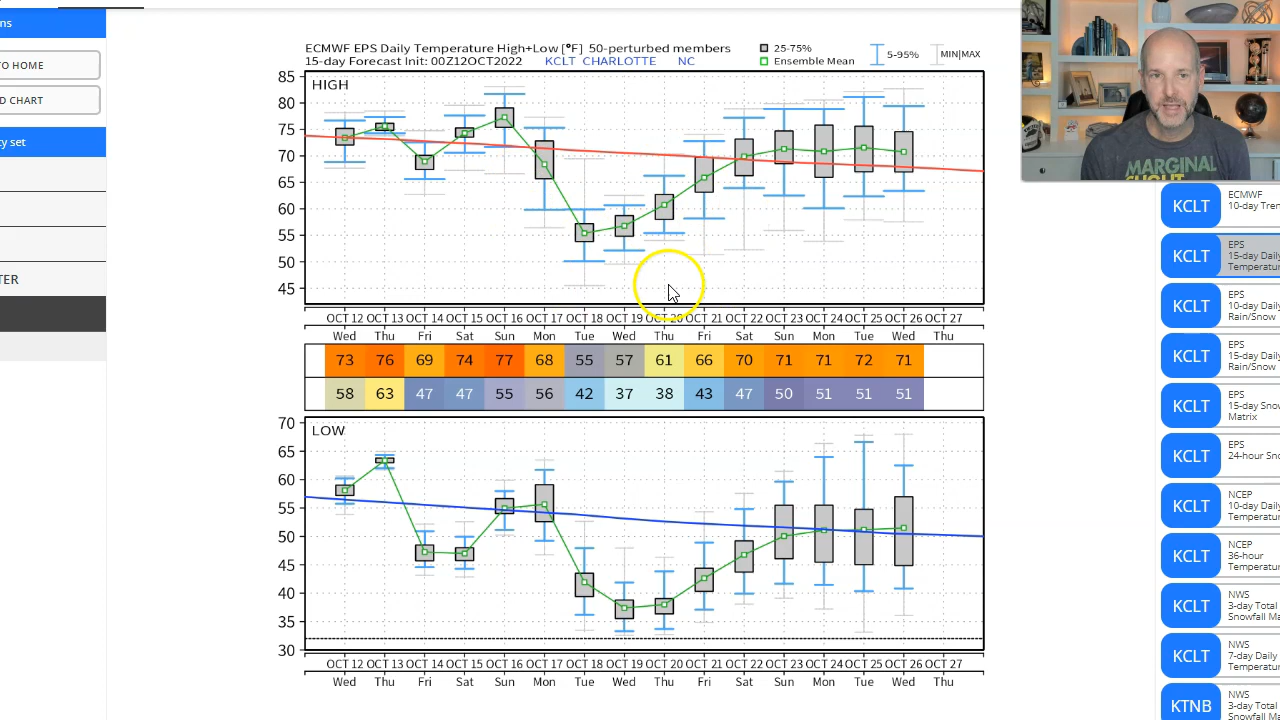 ns
TO HOME
D CHART
TER
ECMWF EPS Daily Temperature High+Low [°F] 50-perturbed members
15-day Forecast Init: 00Z12OCT2022 KCLT CHARLOTTE NC
25-75%
Ensemble Mean
5-95%
MIN|MAX
HIGH
85
80
75
70
65
60
55
50
45
OCT 12 OCT 13 OCT 14 OCT 15 OCT 16 OCT 17 OCT 18 OCT 19 OCT 20 OCT 21 OCT 22 OCT 23 OCT 24 OCT 25 OCT 26 OCT 27
Wed Thu Fri Sat Sun Mon Tue Wed Thu Fri Sat Sun Mon Tue Wed Thu
73 76 69 74 77 68 55 57 61 66 70 71 71 72 71
58 63 47 47 55 56 42 37 38 43 47 50 51 51 51
LOW
70
65
60
55
50
45
40
35
30
OCT 12 OCT 13 OCT 14 OCT 15 OCT 16 OCT 17 OCT 18 OCT 19 OCT 20 OCT 21 OCT 22 OCT 23 OCT 24 OCT 25 OCT 26 OCT 27
Wed Thu Fri Sat Sun Mon Tue Wed Thu Fri Sat Sun Mon Tue Wed Thu
MARGINAL
KCLT
10-day Tren
KCLT
EPS
15-day Daily
Temperatur
KCLT
EPS
10-day Daily
Rain/Snow
KCLT
EPS
15-day Daily
Rain/Snow
KCLT
EPS
15-day Sno
Matrix
KCLT
EPS
24-hour Sno
KCLT
NCEP
10-day Daily
Temperatur
KCLT
NCEP
36-hour
Temperatur
KCLT
NWS
3-day Total
Snowfall Ma
KCLT
NWS
7-day Daily
Temperatur
KTNB
NWS
3-day Total
Snowfall Ma